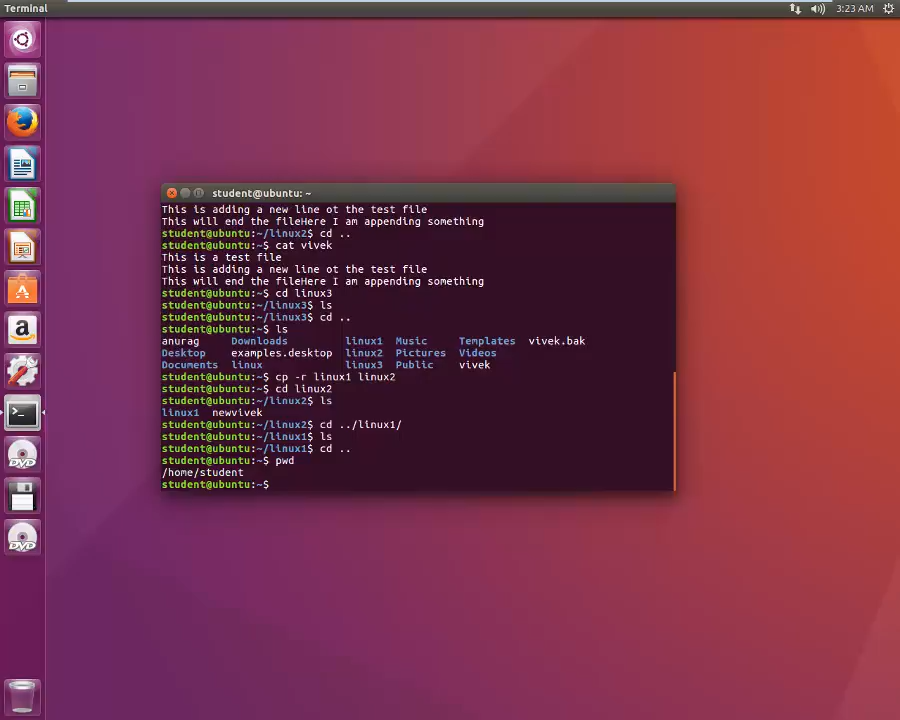 Terminal
3:23 AM
student@ubuntu: ~
This is adding a new line ot the test file
This will end the fileHere I am appending something
student@ubuntu:~/linux2$ cd ..
student@ubuntu:~$ cat vivek
This is a test file
This is adding a new line ot the test file
This will end the fileHere I am appending something
student@ubuntu:~$ cd linux3
student@ubuntu:~/linux3$ ls
student@ubuntu:~/linux3$ cd ..
student@ubuntu:~$ ls
anurag Downloads linux1 Music Templates vivek.bak
Desktop examples.desktop linux2 Pictures Videos
Documents linux linux3 Public vivek
student@ubuntu:~$ cp -r linux1 linux2
student@ubuntu:~$ cd linux2
student@ubuntu:~/linux2$ ls
linux1 newvivek
student@ubuntu:~/linux2$ cd ../linux1/
student@ubuntu:~/linux1$ ls
student@ubuntu:~/linux1$ cd ..
student@ubuntu:~$ pwd
/home/student
student@ubuntu:~$
DVD
DVD